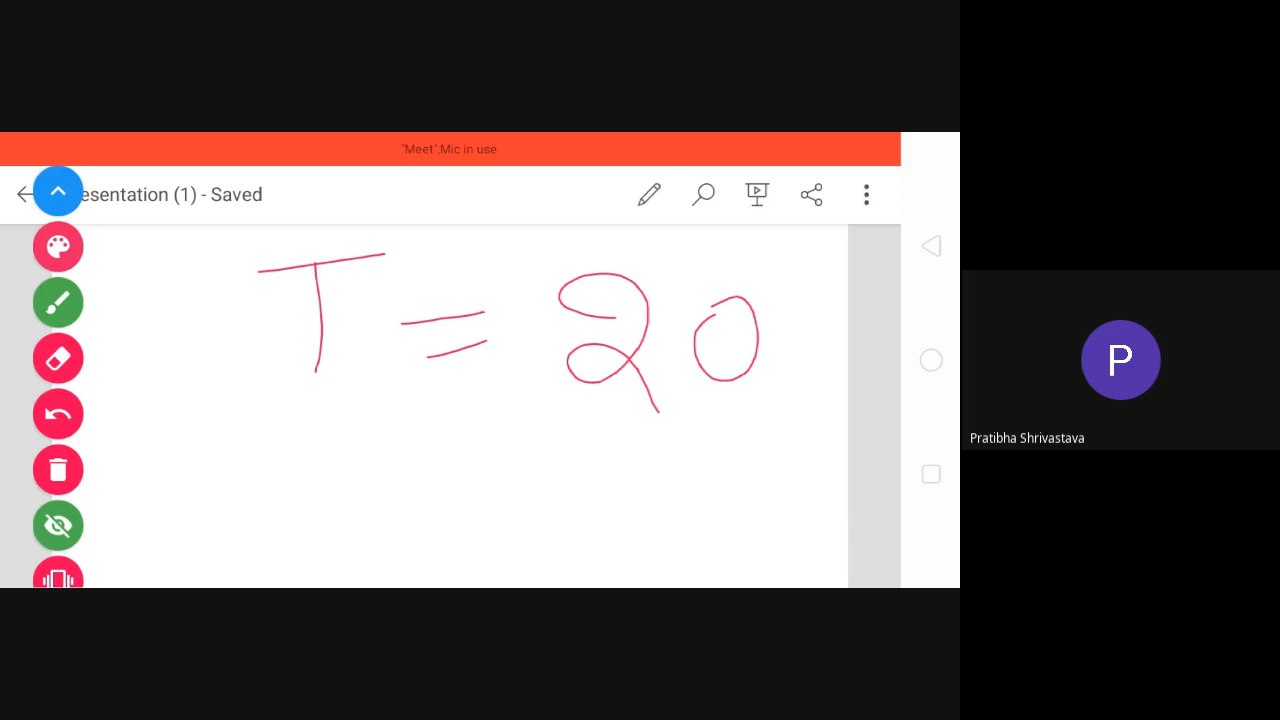 "Meet",Mic in use
esentation (1) - Saved
T = 20
P
Pratibha Shrivastava